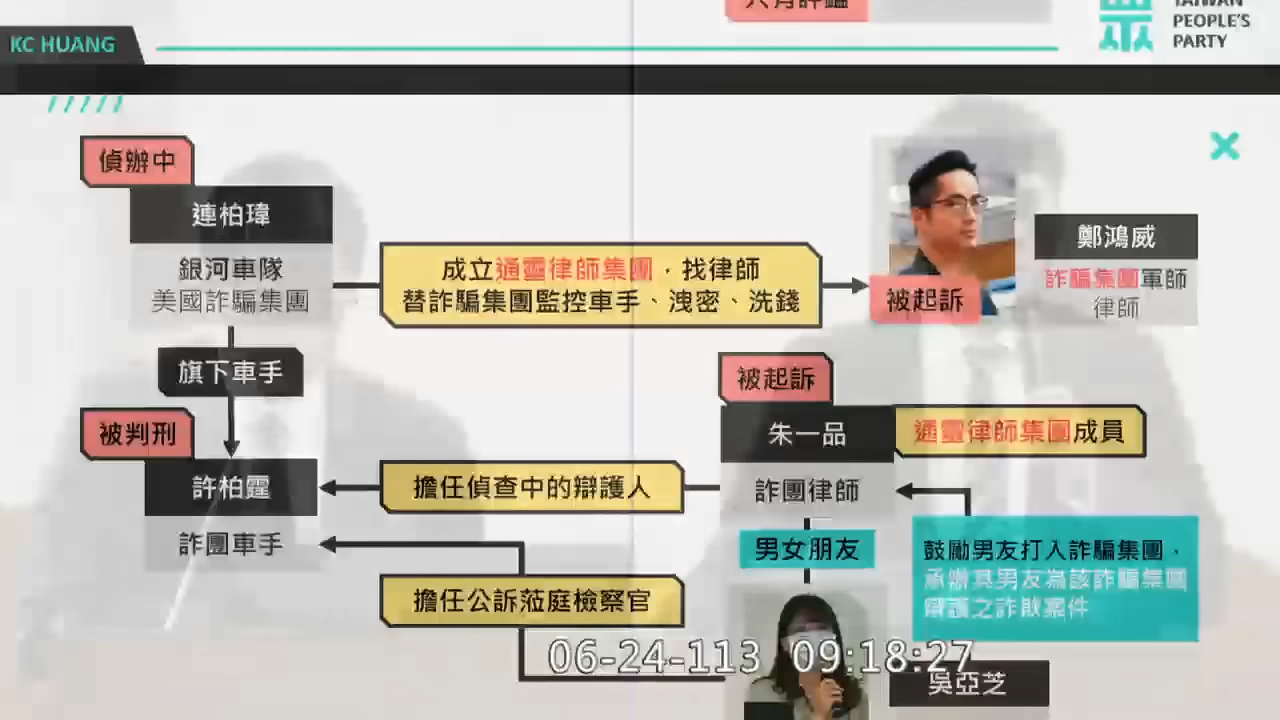 KC HUANG
TAIWAN
PEOPLE'S
PARTY
偵辦中
連柏瑋
銀河車隊
美國詐騙集團
成立通靈律師集團,找律師
替詐騙集團監控車手、洩密、洗錢
被起訴
鄭鴻威
詐騙集團軍師
律師
旗下車手
被判刑
許柏霆
詐團車手
擔任偵查中的辯護人
被起訴
朱一品
通靈律師集團成員
詐團律師
男女朋友
鼓勵男友打入詐騙集團,
承辦其男友為該詐騙集團
辯護之詐欺案件
擔任公訴蒞庭檢察官
06-24-113 09:18:27
吳亞芝